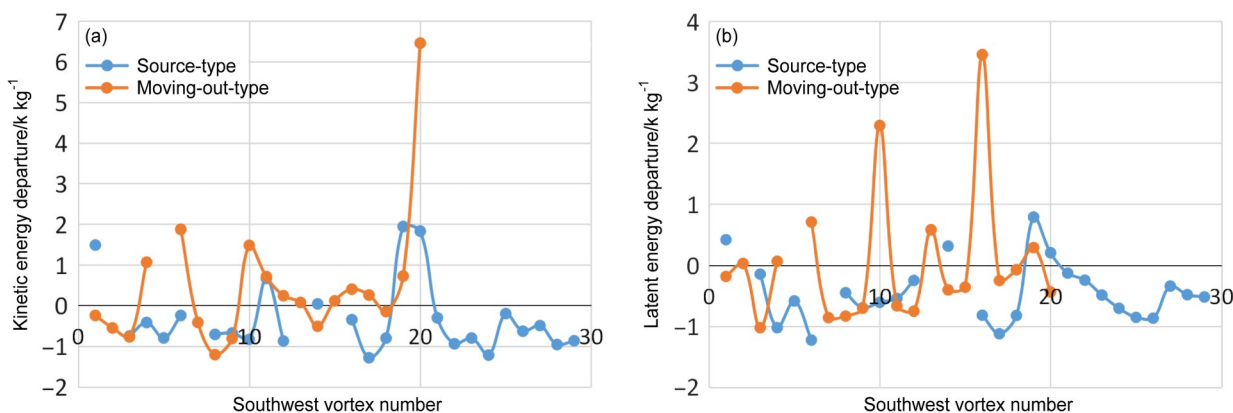 (a)
Source-type
Moving-out-type
Kinetic energy departure/k kg⁻¹
7
6
5
4
3
2
1
0
−1
−2
0
10
20
30
Southwest vortex number
(b)
Source-type
Moving-out-type
Latent energy departure/k kg⁻¹
4
3
2
1
0
−1
−2
0
10
20
30
Southwest vortex number